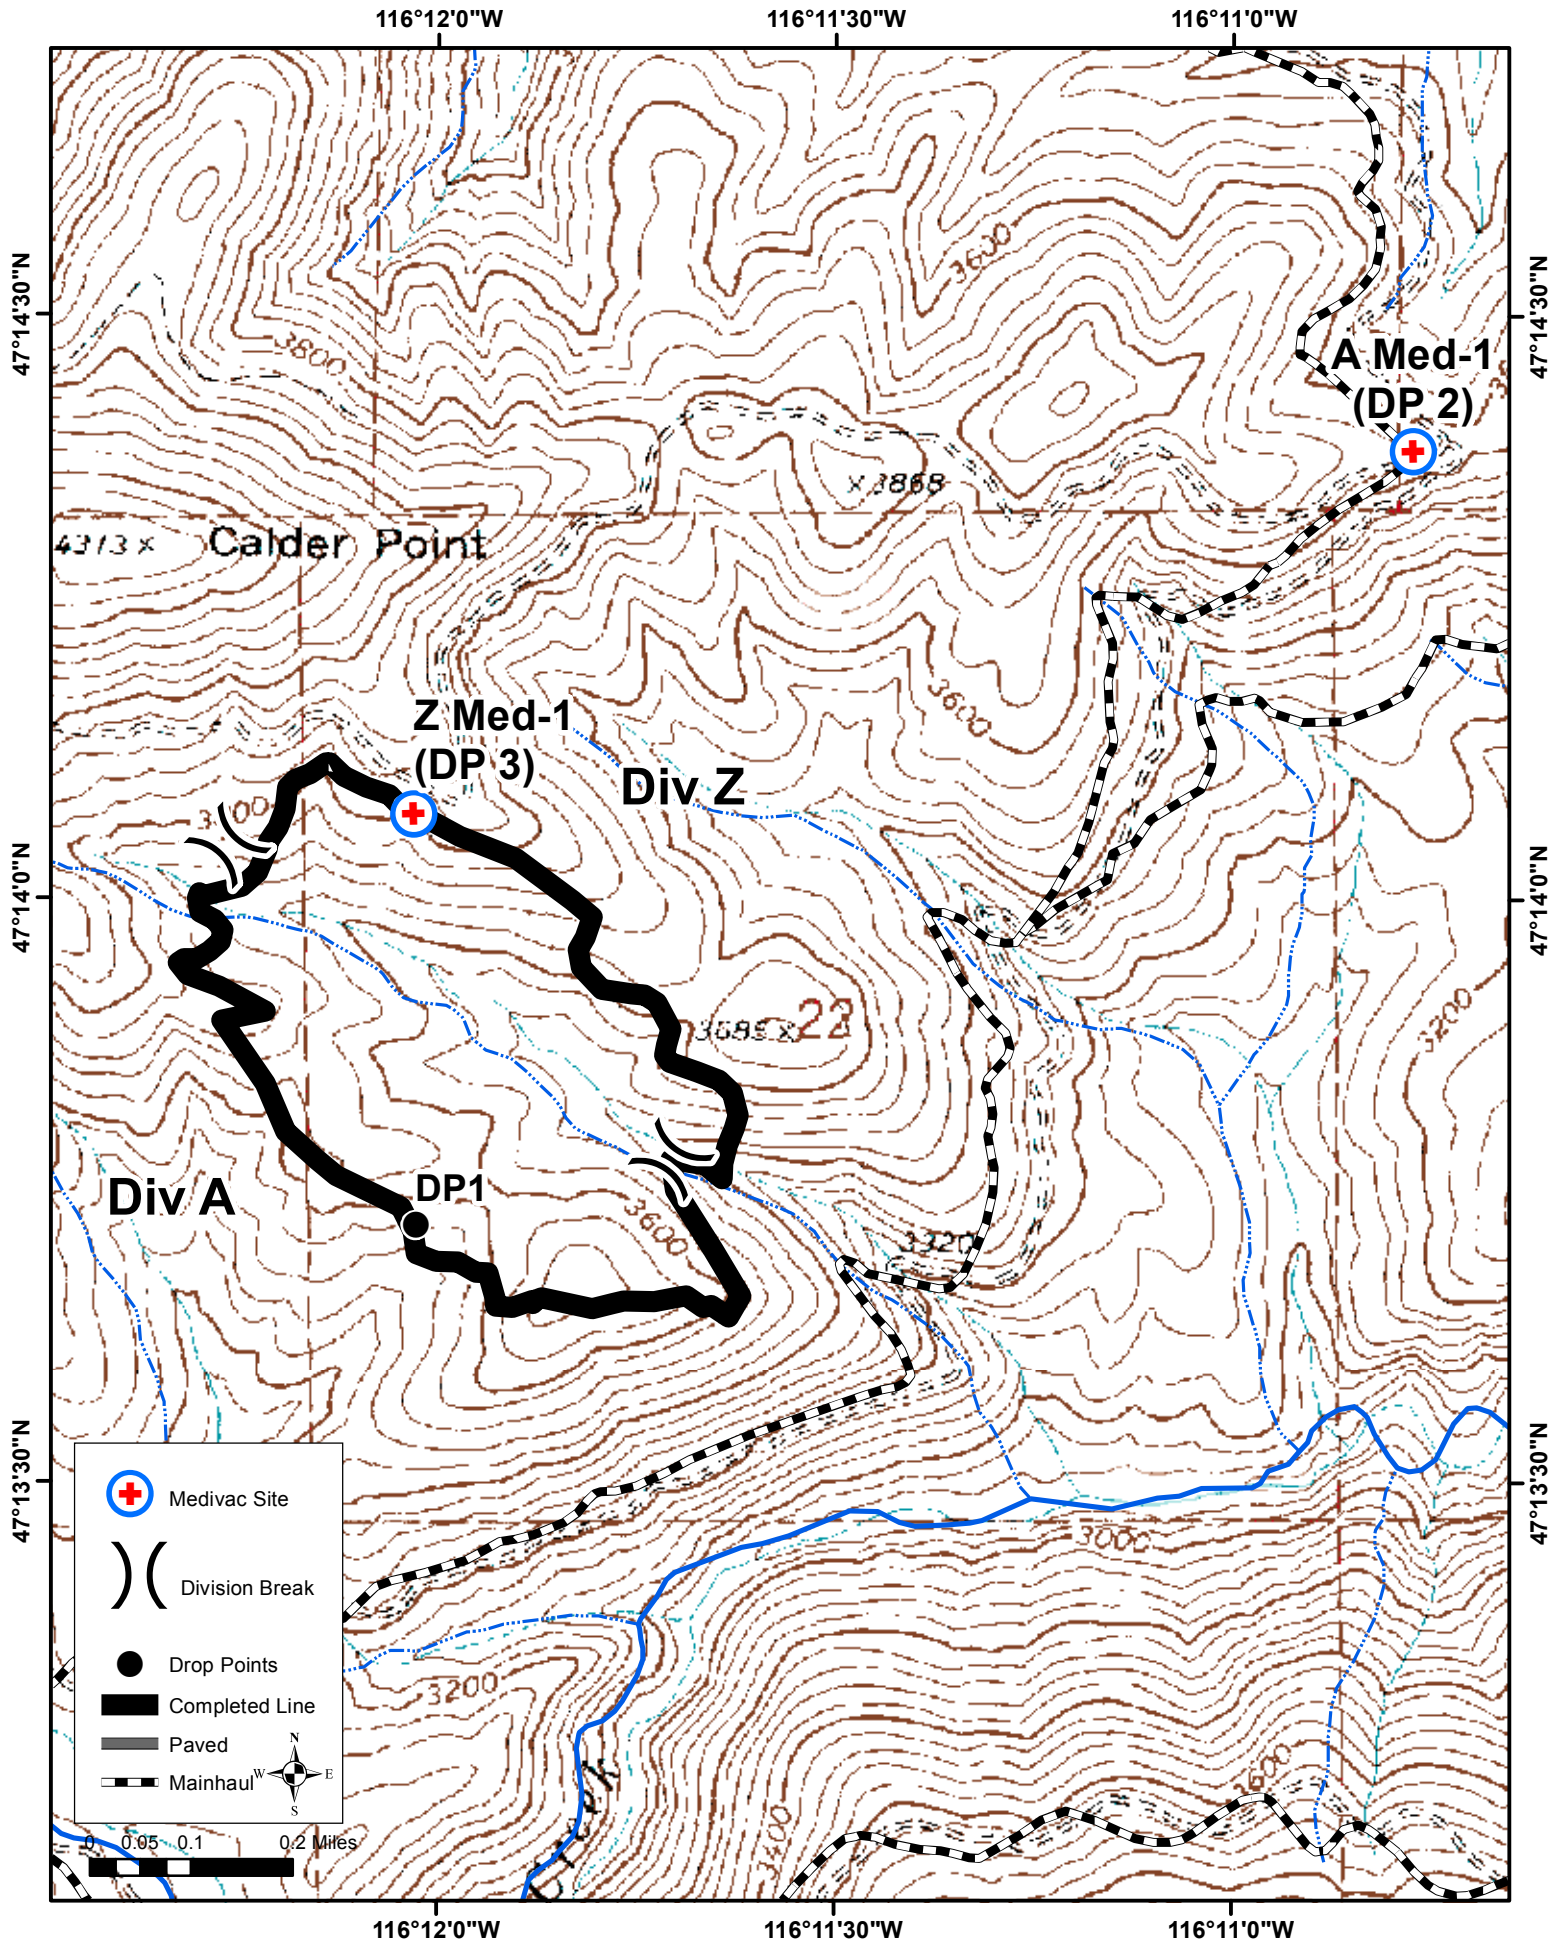 116°12'0"W
116°11'30"W
116°11'0"W
47°14'30"N
47°14'30"N
3600
3800
A Med-1
(DP 2)
x 3868
4313 x
Calder Point
3600
Z Med-1
(DP 3)
Div Z
47°14'0"N
47°14'0"N
3685 x
22
3200
Div A
DP1
3600
3320
47°13'30"N
47°13'30"N
Medivac Site
3000
Division Break
Drop Points
3200
Completed Line
Paved
Mainhaul
N
W
E
S
3600
3400
0
0.05
0.1
0.2 Miles
Creek
116°12'0"W
116°11'30"W
116°11'0"W